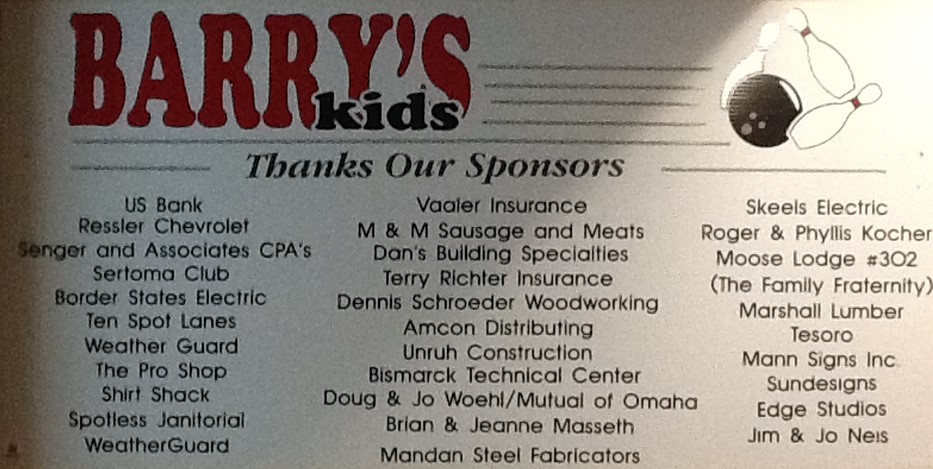 BARRY'S
kids
Thanks Our Sponsors
US Bank
Ressler Chevrolet
Senger and Associates CPA's
Sertoma Club
Border States Electric
Ten Spot Lanes
Weather Guard
The Pro Shop
Shirt Shack
Spotless Janitorial
WeatherGuard
Vaaler Insurance
M & M Sausage and Meats
Dan's Building Specialties
Terry Richter Insurance
Dennis Schroeder Woodworking
Amcon Distributing
Unruh Construction
Bismarck Technical Center
Doug & Jo Woehl/Mutual of Omaha
Brian & Jeanne Masseth
Mandan Steel Fabricators
Skeels Electric
Roger & Phyllis Kocher
Moose Lodge #302
(The Family Fraternity)
Marshall Lumber
Tesoro
Mann Signs Inc.
Sundesigns
Edge Studios
Jim & Jo Neis